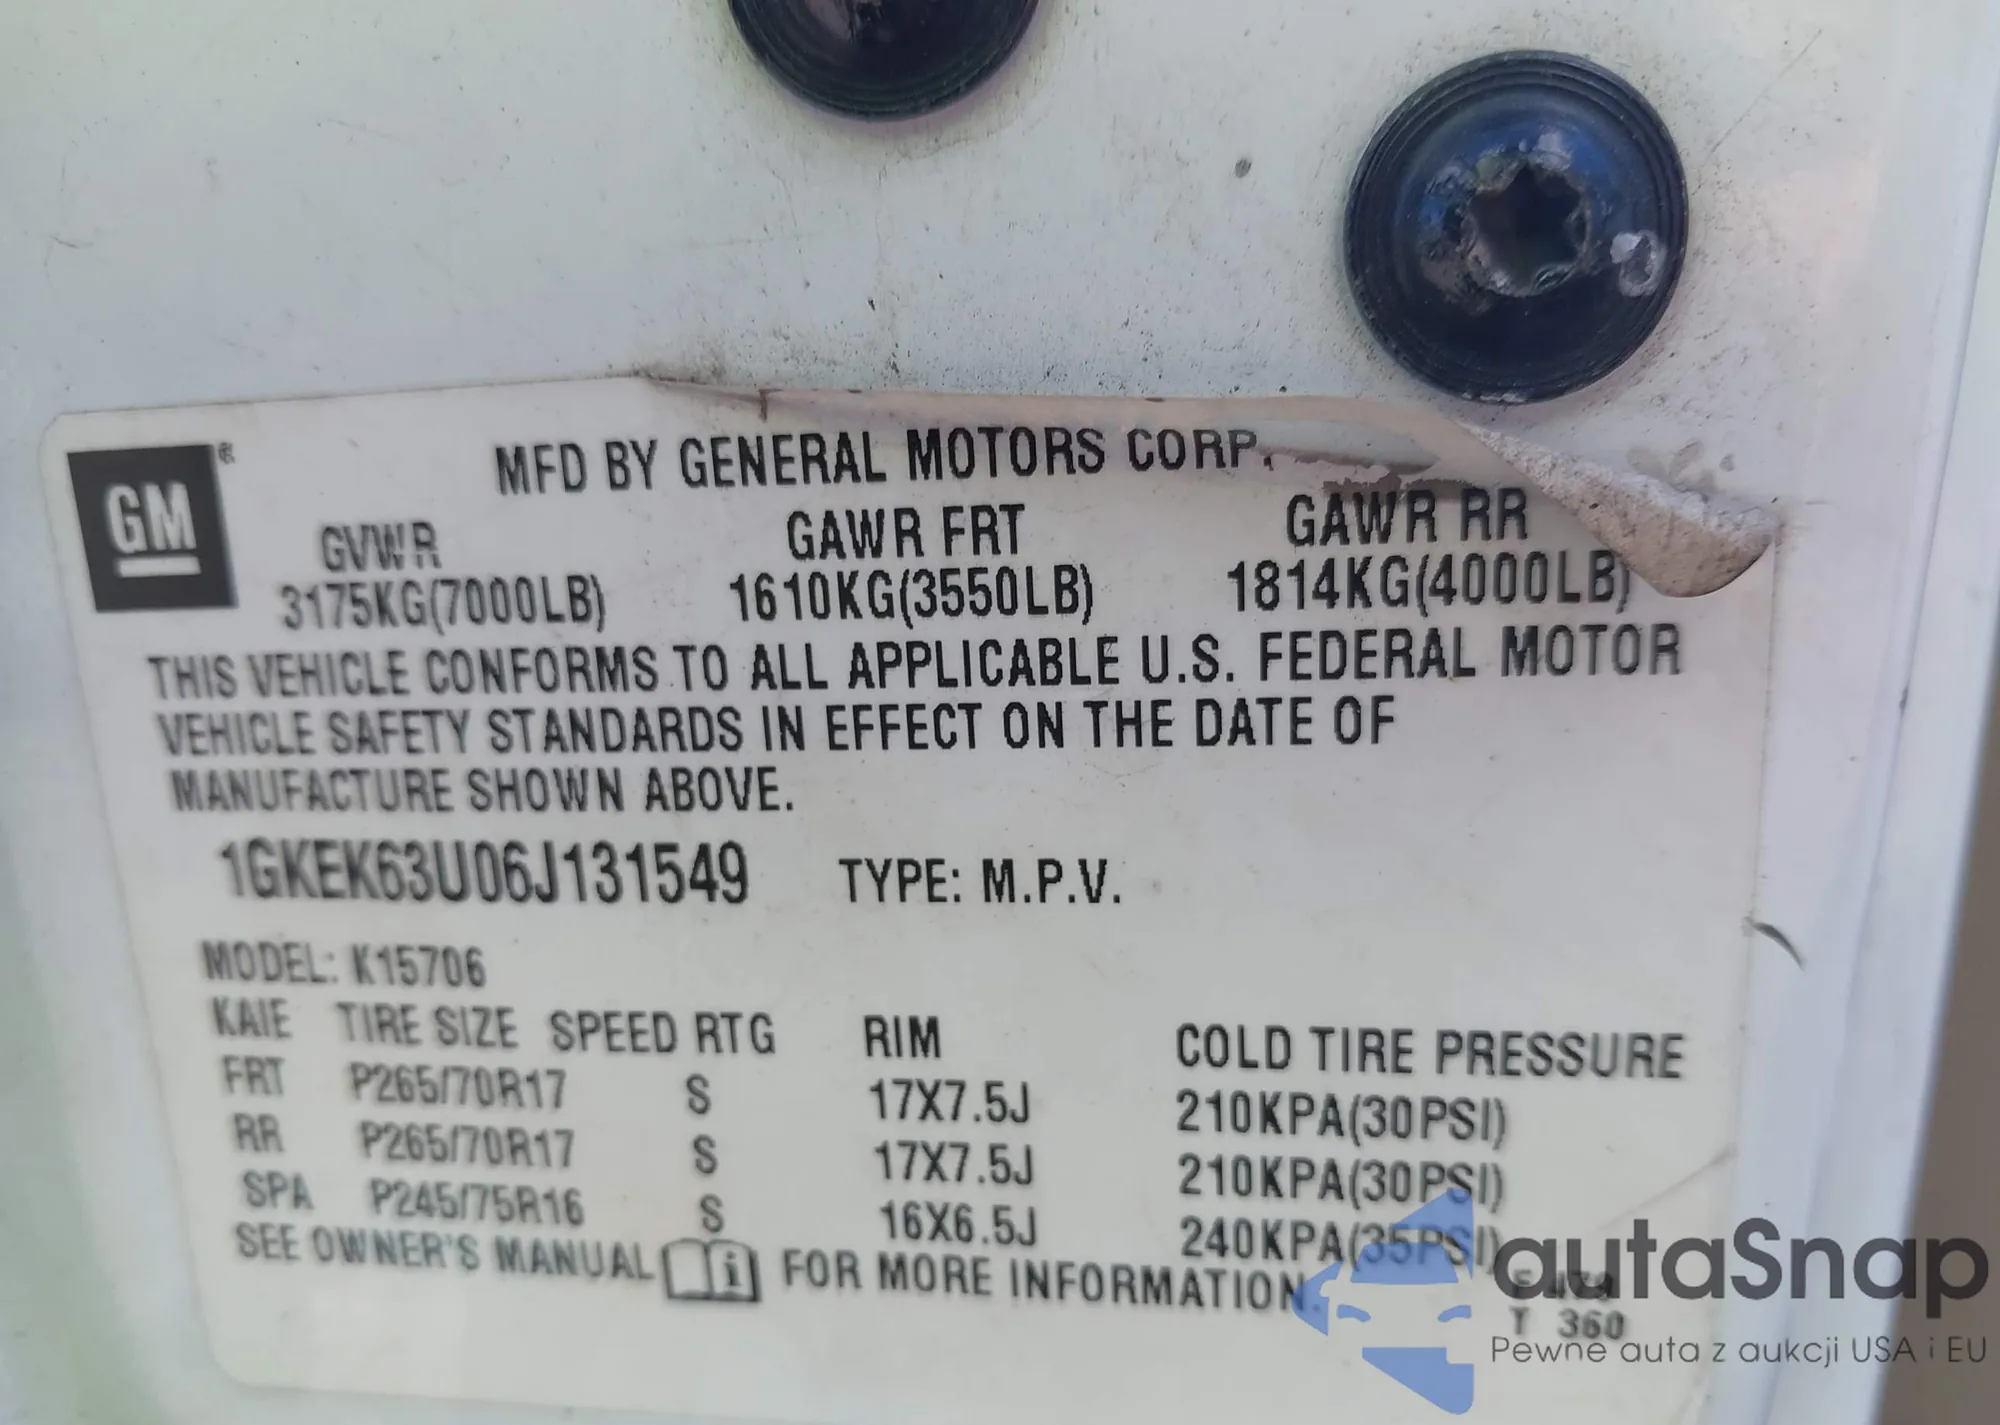 GM ®
MFD BY GENERAL MOTORS CORP.
GVWR GAWR FRT GAWR RR
3175KG(7000LB) 1610KG(3550LB) 1814KG(4000LB)
THIS VEHICLE CONFORMS TO ALL APPLICABLE U.S. FEDERAL MOTOR
VEHICLE SAFETY STANDARDS IN EFFECT ON THE DATE OF
MANUFACTURE SHOWN ABOVE.
1GKEK63U06J131549 TYPE: M.P.V.
MODEL: K15706
KAIE TIRE SIZE SPEED RTG RIM COLD TIRE PRESSURE
FRT P265/70R17 S 17X7.5J 210KPA(30PSI)
RR P265/70R17 S 17X7.5J 210KPA(30PSI)
SPA P245/75R16 S 16X6.5J 240KPA(35PSI)
SEE OWNER'S MANUAL i FOR MORE INFORMATION.
T 360
autaSnap
Pewne auta z aukcji USA i EU